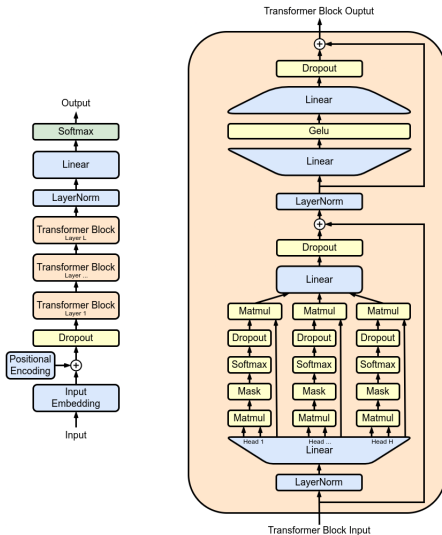 Output
Softmax
Linear
LayerNorm
Transformer Block
Layer L
Transformer Block
Layer ...
Transformer Block
Layer 1
Dropout
Positional
Encoding
+
Input
Embedding
Input
Transformer Block Ouptut
+
Dropout
Linear
Gelu
Linear
LayerNorm
+
Dropout
Linear
Matmul Matmul Matmul
Dropout Dropout Dropout
Softmax Softmax Softmax
Mask Mask Mask
Matmul Matmul Matmul
Head 1 Head ... Head H
Linear
LayerNorm
Transformer Block Input